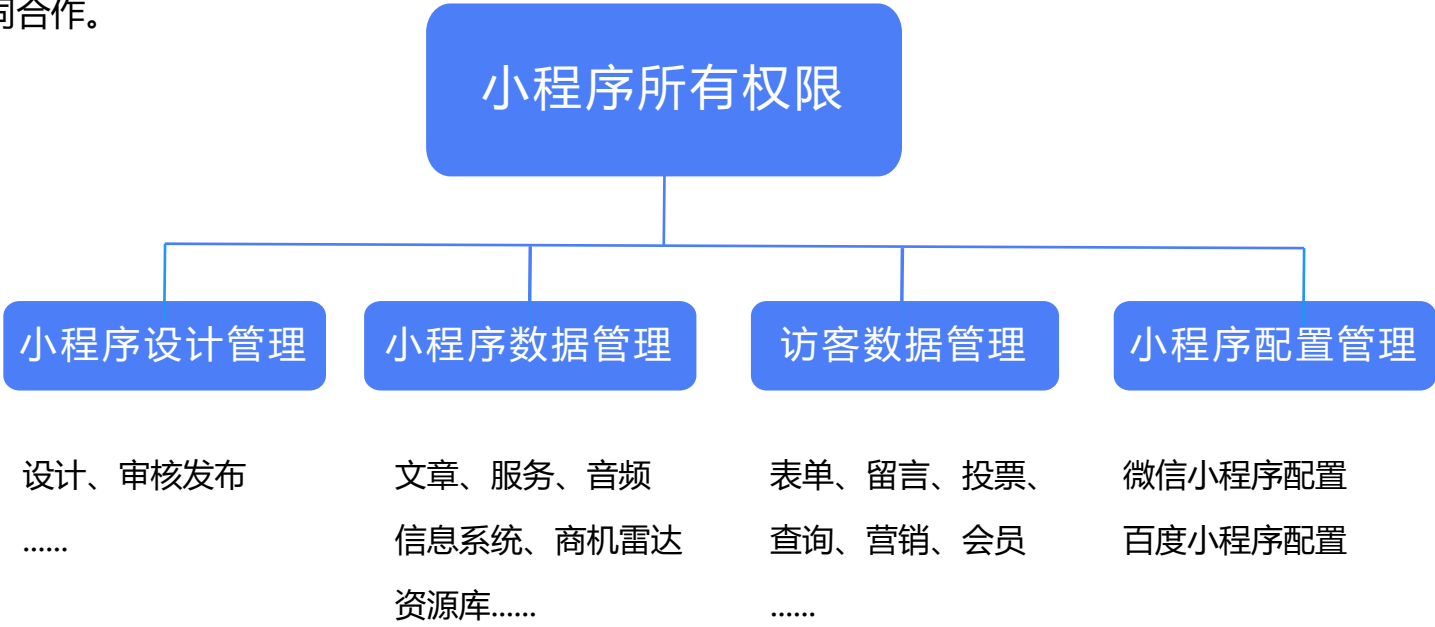 同合作。
小程序所有权限
小程序设计管理
小程序数据管理
访客数据管理
小程序配置管理
设计、审核发布
......
文章、服务、音频
信息系统、商机雷达
资源库......
表单、留言、投票、
查询、营销、会员
......
微信小程序配置
百度小程序配置